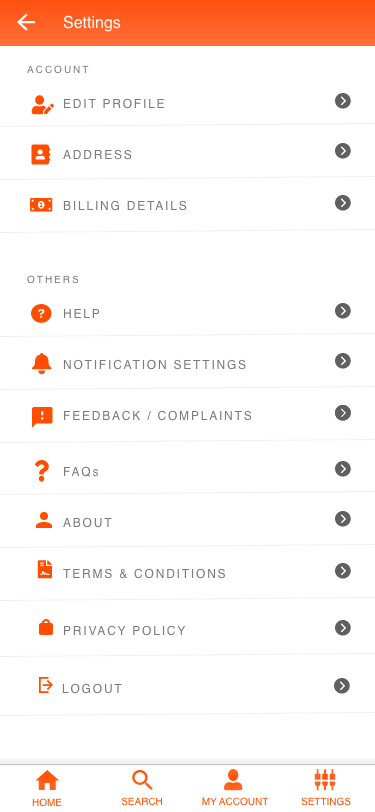 Settings
ACCOUNT
EDIT PROFILE
ADDRESS
BILLING DETAILS
OTHERS
HELP
NOTIFICATION SETTINGS
FEEDBACK / COMPLAINTS
FAQs
ABOUT
TERMS & CONDITIONS
PRIVACY POLICY
LOGOUT
HOME SEARCH MY ACCOUNT SETTINGS